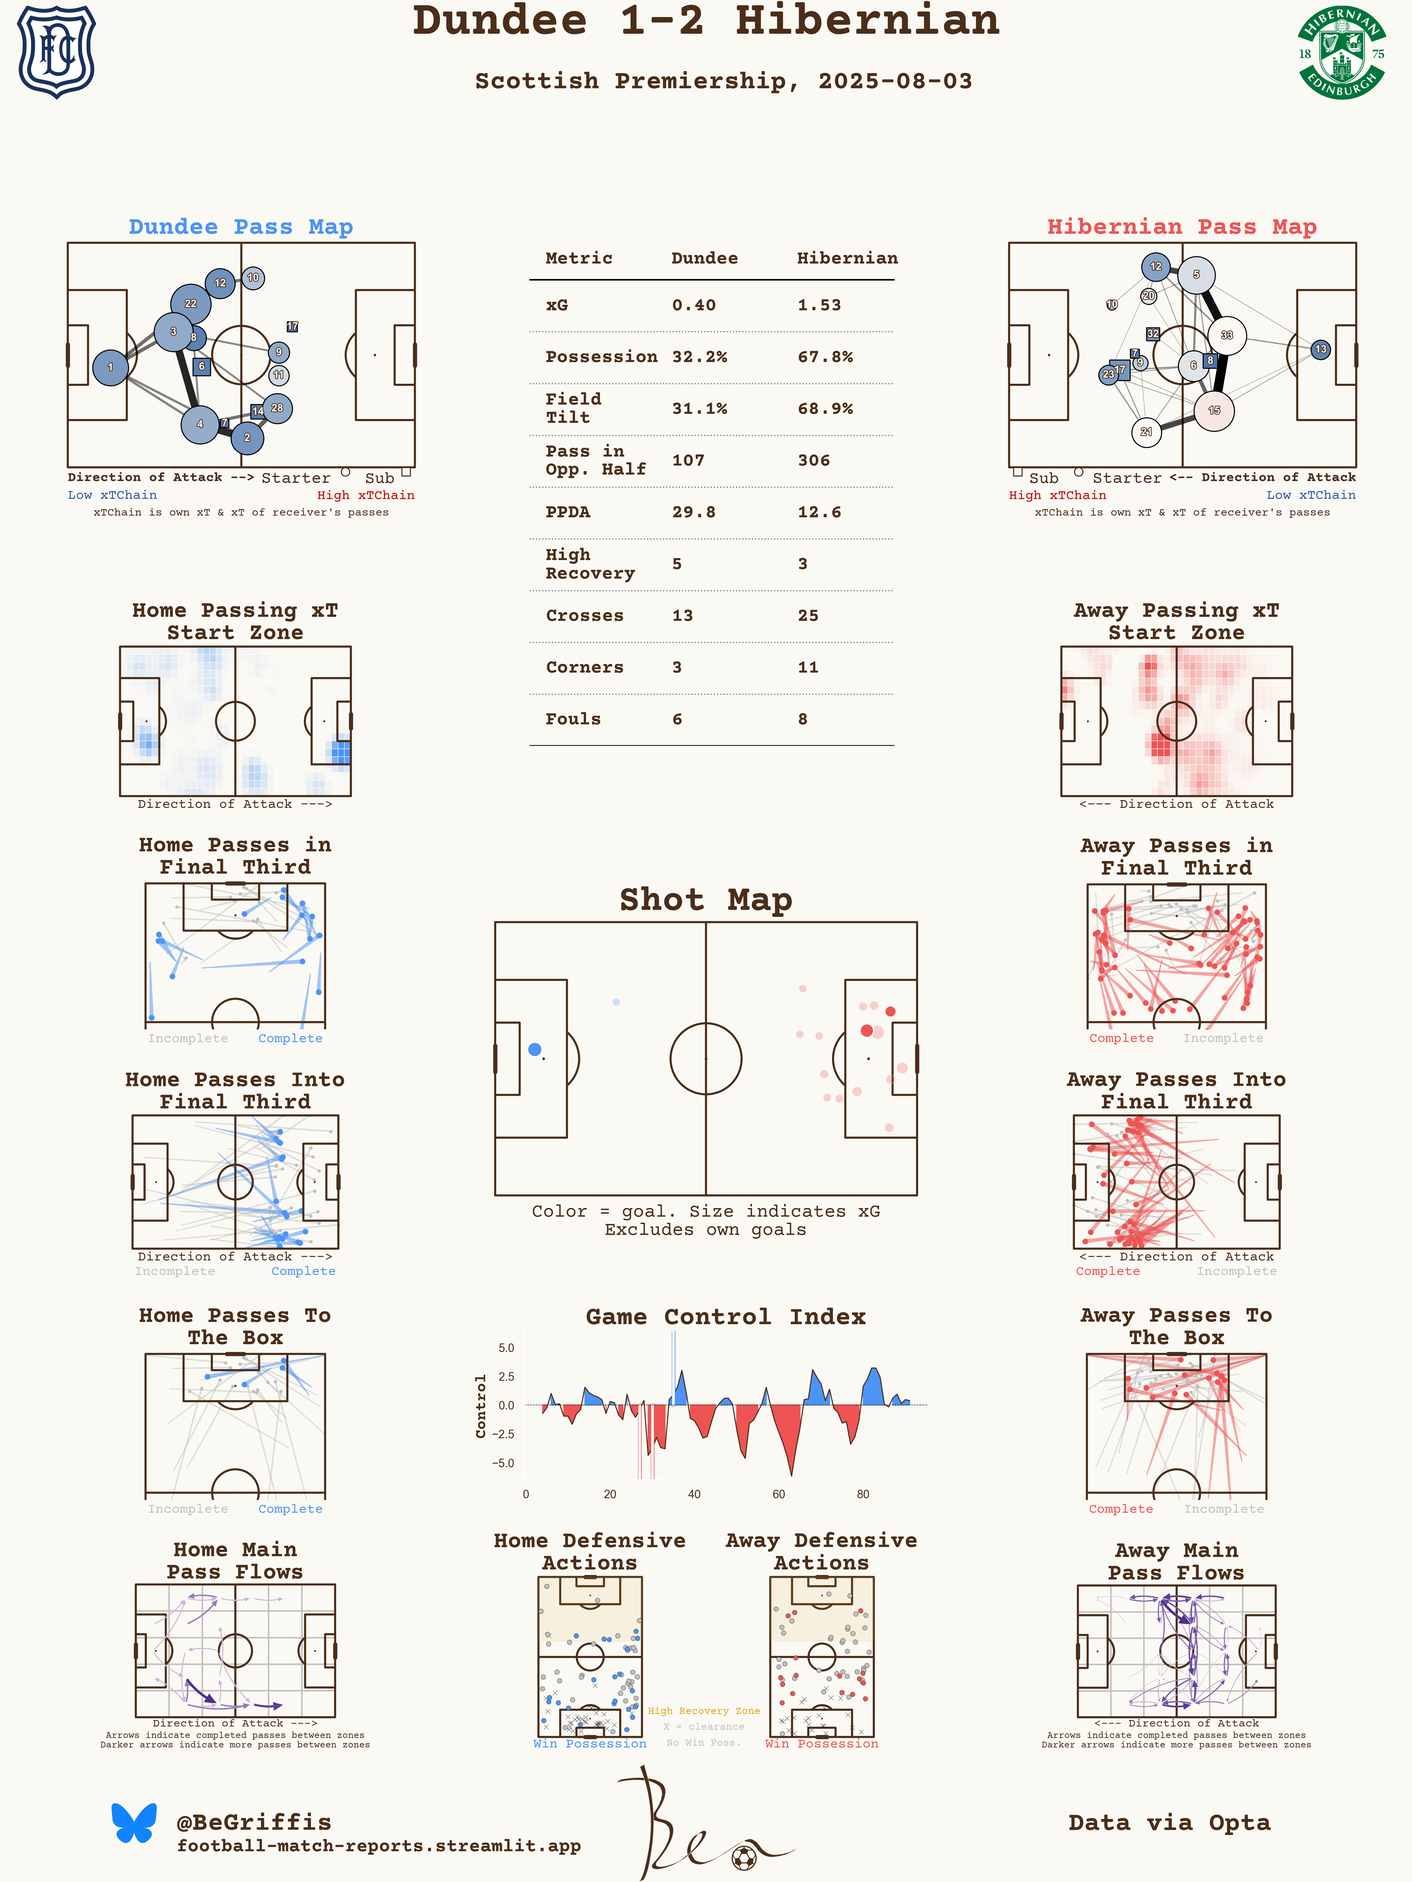 Dundee 1-2 Hibernian
Scottish Premiership, 2025-08-03
HIBERNIAN
18 75
EDINBURGH
Dundee Pass Map
12
10
22
3
8
17
9
1
6
11
28
14
4
7
2
Direction of Attack --> Starter Sub
Low xTChain High xTChain
xTChain is own xT & xT of receiver's passes
Metric Dundee Hibernian
xG 0.40 1.53
Possession 32.2% 67.8%
Field
Tilt 31.1% 68.9%
Pass in
Opp. Half 107 306
PPDA 29.8 12.6
High
Recovery 5 3
Crosses 13 25
Corners 3 11
Fouls 6 8
Hibernian Pass Map
12
5
20
10
32
33
7
9
13
23
17
6
8
15
21
Sub Starter <-- Direction of Attack
High xTChain Low xTChain
xTChain is own xT & xT of receiver's passes
Home Passing xT
Start Zone
Direction of Attack --->
Away Passing xT
Start Zone
<--- Direction of Attack
Home Passes in
Final Third
Incomplete Complete
Away Passes in
Final Third
Complete Incomplete
Shot Map
Color = goal. Size indicates xG
Excludes own goals
Home Passes Into
Final Third
Direction of Attack --->
Incomplete Complete
Away Passes Into
Final Third
<--- Direction of Attack
Complete Incomplete
Home Passes To
The Box
Incomplete Complete
Game Control Index
Control
5.0
2.5
0.0
−2.5
−5.0
0 20 40 60 80
Away Passes To
The Box
Complete Incomplete
Home Main
Pass Flows
Direction of Attack --->
Arrows indicate completed passes between zones
Darker arrows indicate more passes between zones
Home Defensive
Actions
Win Possession
High Recovery Zone
X = clearance
No Win Poss.
Away Defensive
Actions
Win Possession
Away Main
Pass Flows
<--- Direction of Attack
Arrows indicate completed passes between zones
Darker arrows indicate more passes between zones
@BeGriffis
football-match-reports.streamlit.app
Ben
Data via Opta